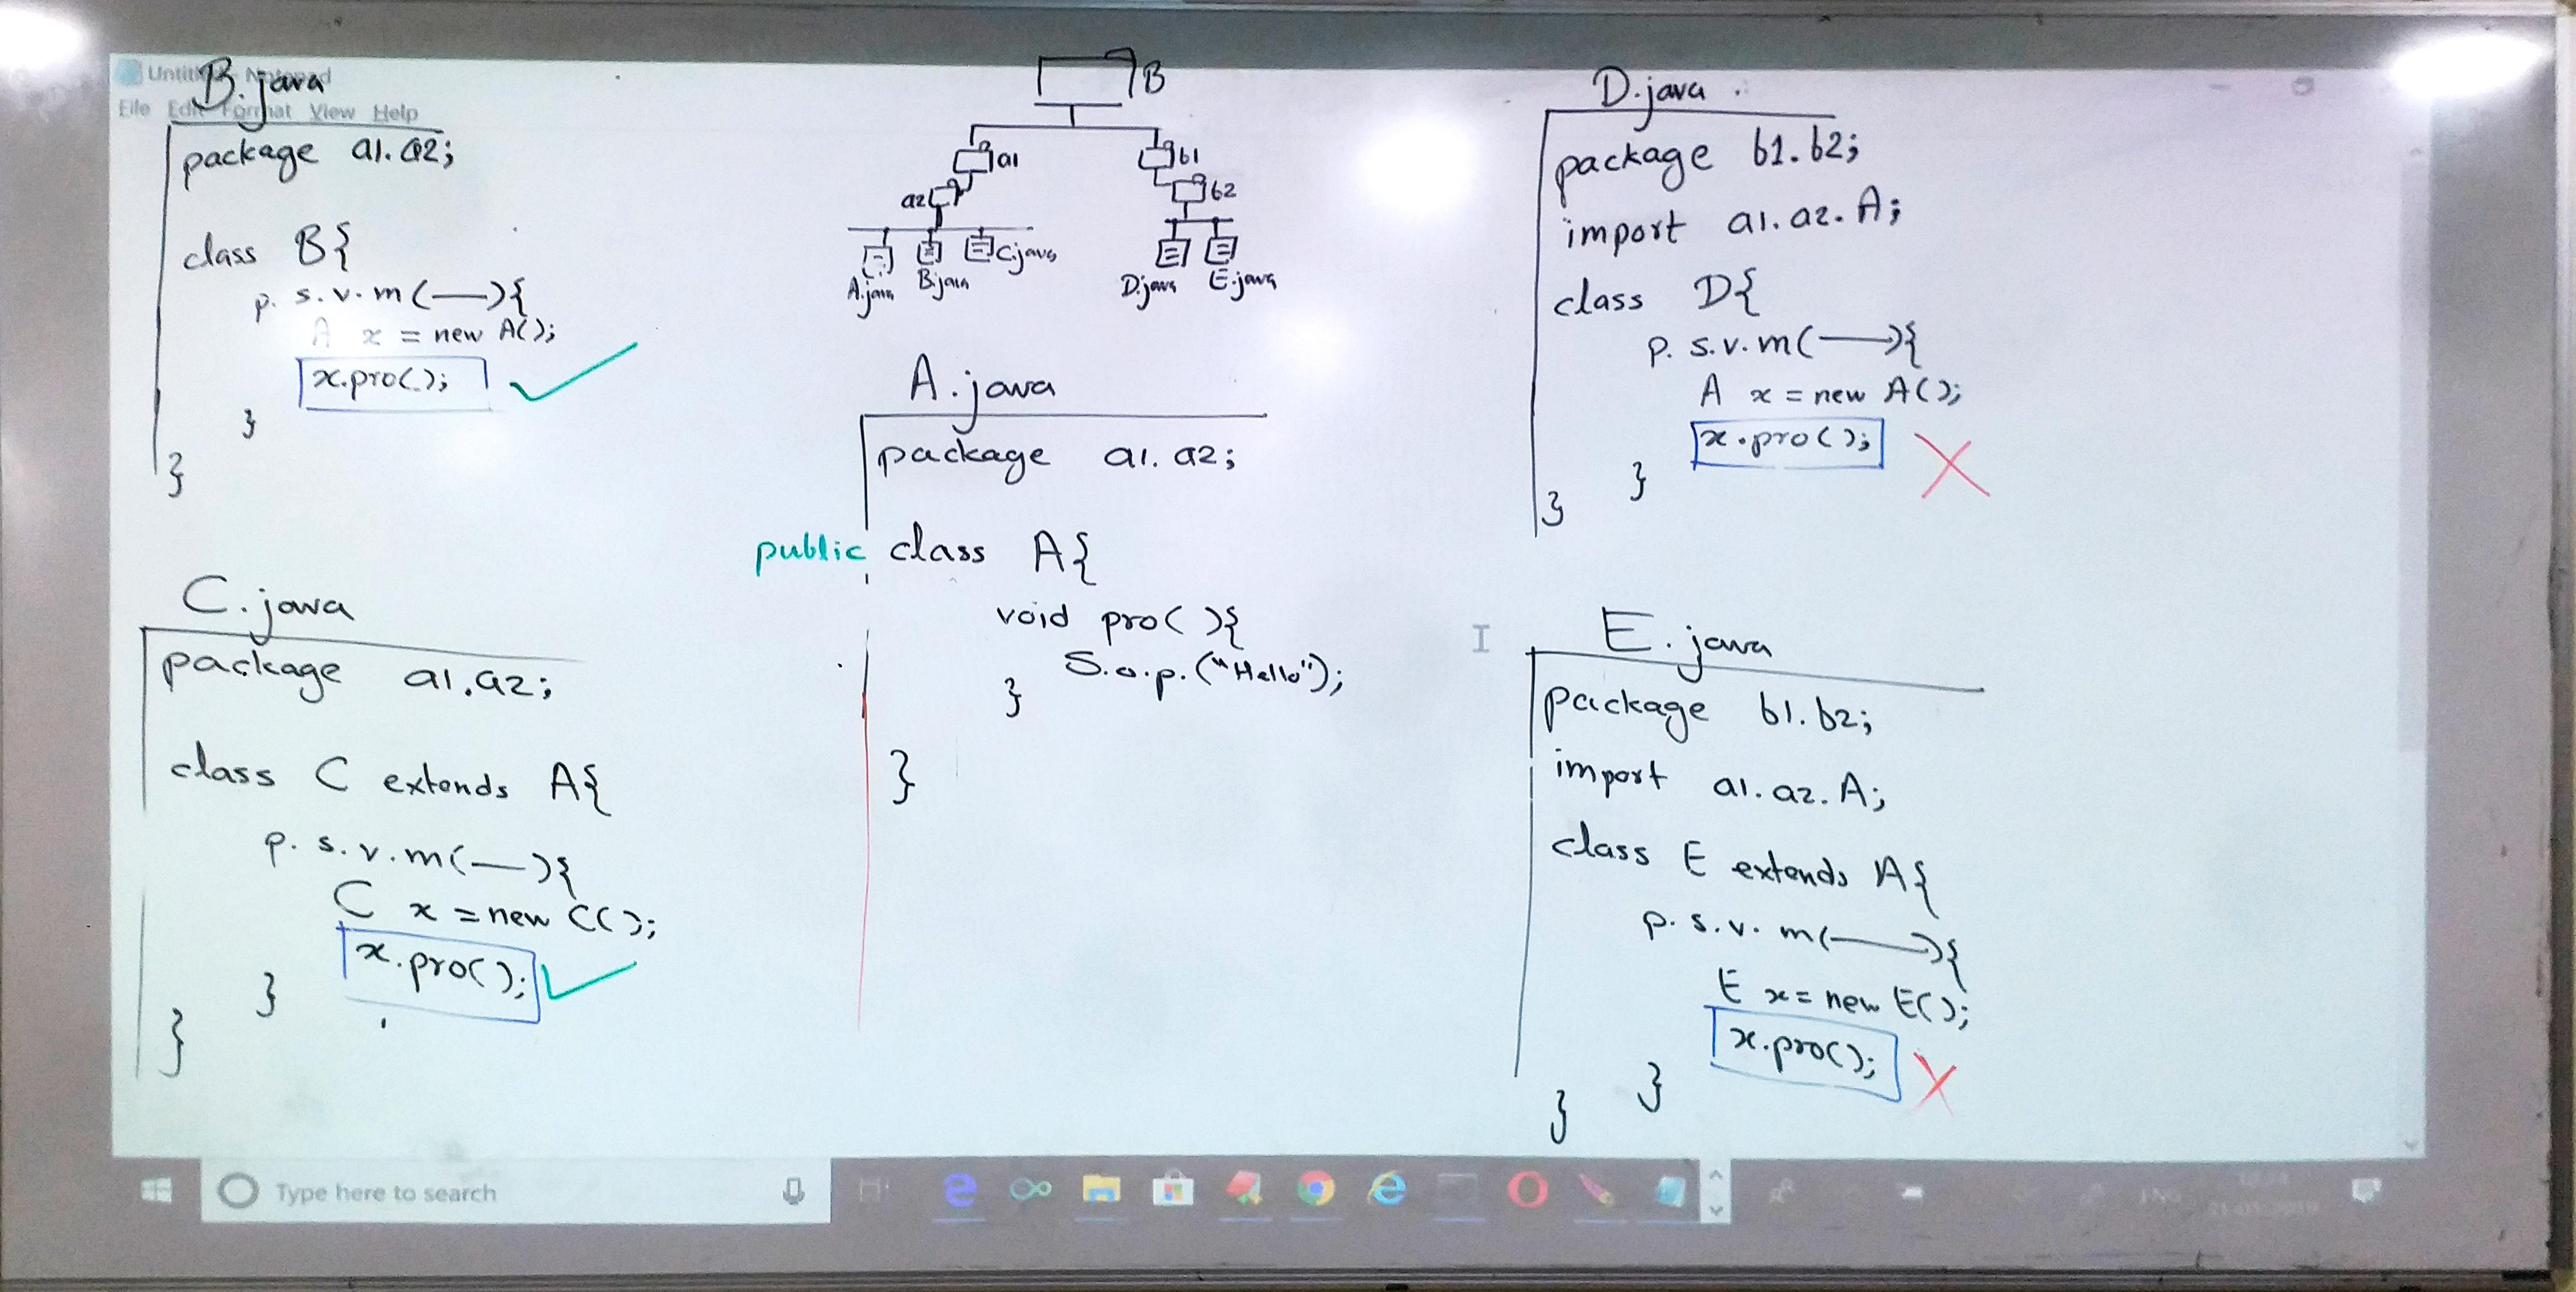 Notepad
File Edit Format View Help
B.java
package a1.a2;
class B{
p. s. v. m (—){
A x = new A();
x.pro();
}
}
C.java
package a1.a2;
class C extends A{
p. s. v. m(—){
C x = new C();
x.pro();
}
}
B
a1
b1
a2
b2
A.java B.java C.java
D.java E.java
A.java
package a1.a2;
public class A{
void pro( ){
S.o.p.("Hello");
}
}
D.java
package b1.b2;
import a1.a2.A;
class D{
p. s.v.m(—){
A x = new A();
x.pro();
}
}
E.java
package b1.b2;
import a1.a2.A;
class E extends A{
p. s. v. m(—){
E x = new E();
x.pro();
}
}
Type here to search
ENG